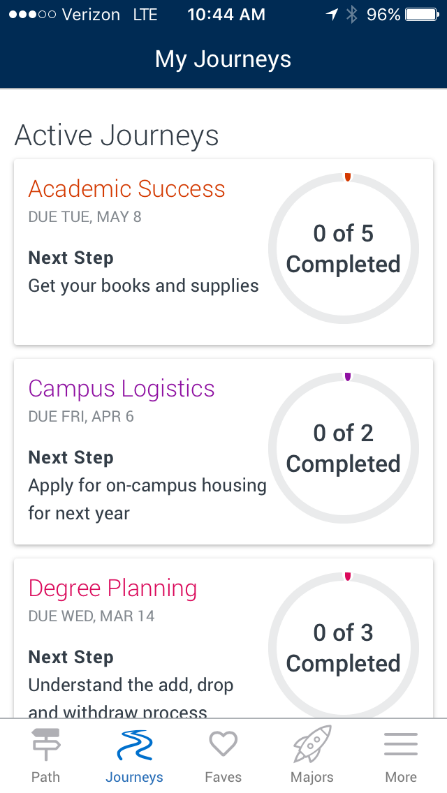 Verizon LTE 10:44 AM 96%
My Journeys
Active Journeys
Academic Success
DUE TUE, MAY 8
Next Step
Get your books and supplies
0 of 5
Completed
Campus Logistics
DUE FRI, APR 6
Next Step
Apply for on-campus housing
for next year
0 of 2
Completed
Degree Planning
DUE WED, MAR 14
Next Step
Understand the add, drop
and withdraw process
0 of 3
Completed
Path Journeys Faves Majors More